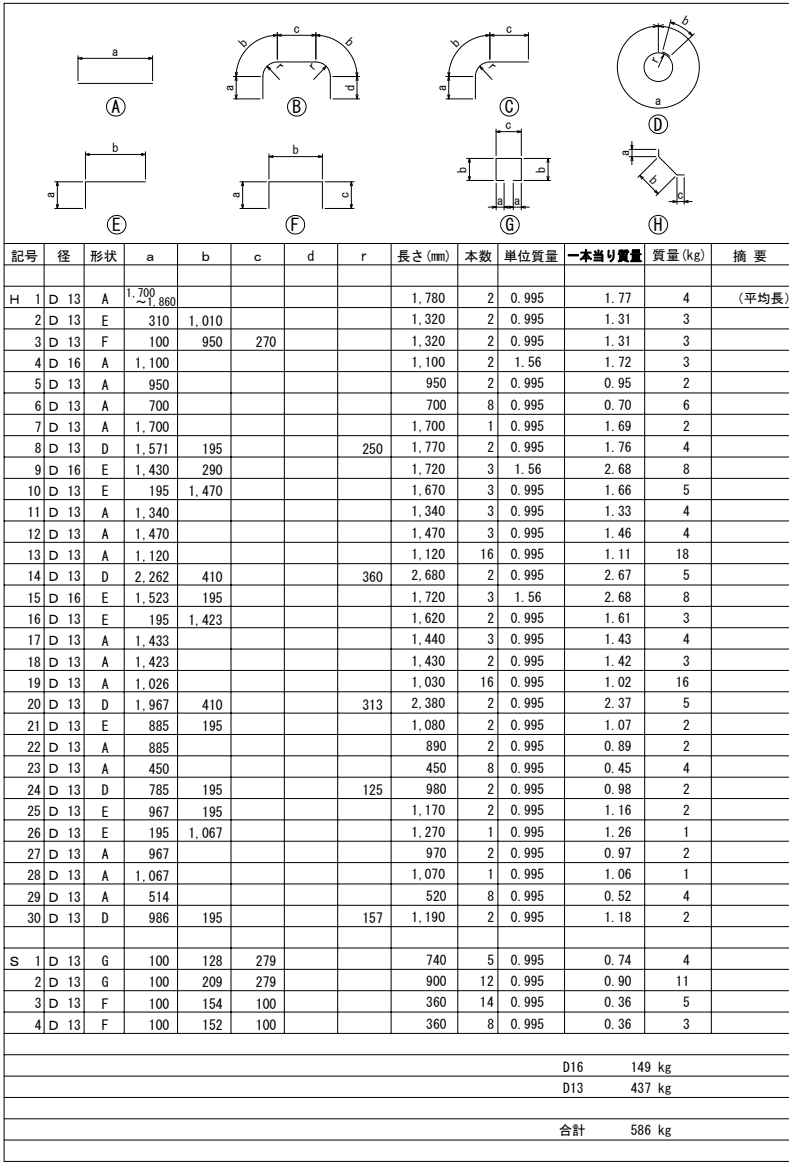 a
Ⓐ
b c b
r r
a d
Ⓑ
b c
r
a
Ⓒ
b
r
a
Ⓓ
b
a
Ⓔ
b
a c
Ⓕ
c
b b
a a
Ⓖ
a
b
c
Ⓗ
記号 径 形状 a b c d r 長さ(mm) 本数 単位質量 一本当り質量 質量(kg) 摘 要
H 1 D 13 A 1,700～1,860 1,780 2 0.995 1.77 4 (平均長)
2 D 13 E 310 1,010 1,320 2 0.995 1.31 3
3 D 13 F 100 950 270 1,320 2 0.995 1.31 3
4 D 16 A 1,100 1,100 2 1.56 1.72 3
5 D 13 A 950 950 2 0.995 0.95 2
6 D 13 A 700 700 8 0.995 0.70 6
7 D 13 A 1,700 1,700 1 0.995 1.69 2
8 D 13 D 1,571 195 250 1,770 2 0.995 1.76 4
9 D 16 E 1,430 290 1,720 3 1.56 2.68 8
10 D 13 E 195 1,470 1,670 3 0.995 1.66 5
11 D 13 A 1,340 1,340 3 0.995 1.33 4
12 D 13 A 1,470 1,470 3 0.995 1.46 4
13 D 13 A 1,120 1,120 16 0.995 1.11 18
14 D 13 D 2,262 410 360 2,680 2 0.995 2.67 5
15 D 16 E 1,523 195 1,720 3 1.56 2.68 8
16 D 13 E 195 1,423 1,620 2 0.995 1.61 3
17 D 13 A 1,433 1,440 3 0.995 1.43 4
18 D 13 A 1,423 1,430 2 0.995 1.42 3
19 D 13 A 1,026 1,030 16 0.995 1.02 16
20 D 13 D 1,967 410 313 2,380 2 0.995 2.37 5
21 D 13 E 885 195 1,080 2 0.995 1.07 2
22 D 13 A 885 890 2 0.995 0.89 2
23 D 13 A 450 450 8 0.995 0.45 4
24 D 13 D 785 195 125 980 2 0.995 0.98 2
25 D 13 E 967 195 1,170 2 0.995 1.16 2
26 D 13 E 195 1,067 1,270 1 0.995 1.26 1
27 D 13 A 967 970 2 0.995 0.97 2
28 D 13 A 1,067 1,070 1 0.995 1.06 1
29 D 13 A 514 520 8 0.995 0.52 4
30 D 13 D 986 195 157 1,190 2 0.995 1.18 2
S 1 D 13 G 100 128 279 740 5 0.995 0.74 4
2 D 13 G 100 209 279 900 12 0.995 0.90 11
3 D 13 F 100 154 100 360 14 0.995 0.36 5
4 D 13 F 100 152 100 360 8 0.995 0.36 3
D16 149 kg
D13 437 kg
合計 586 kg